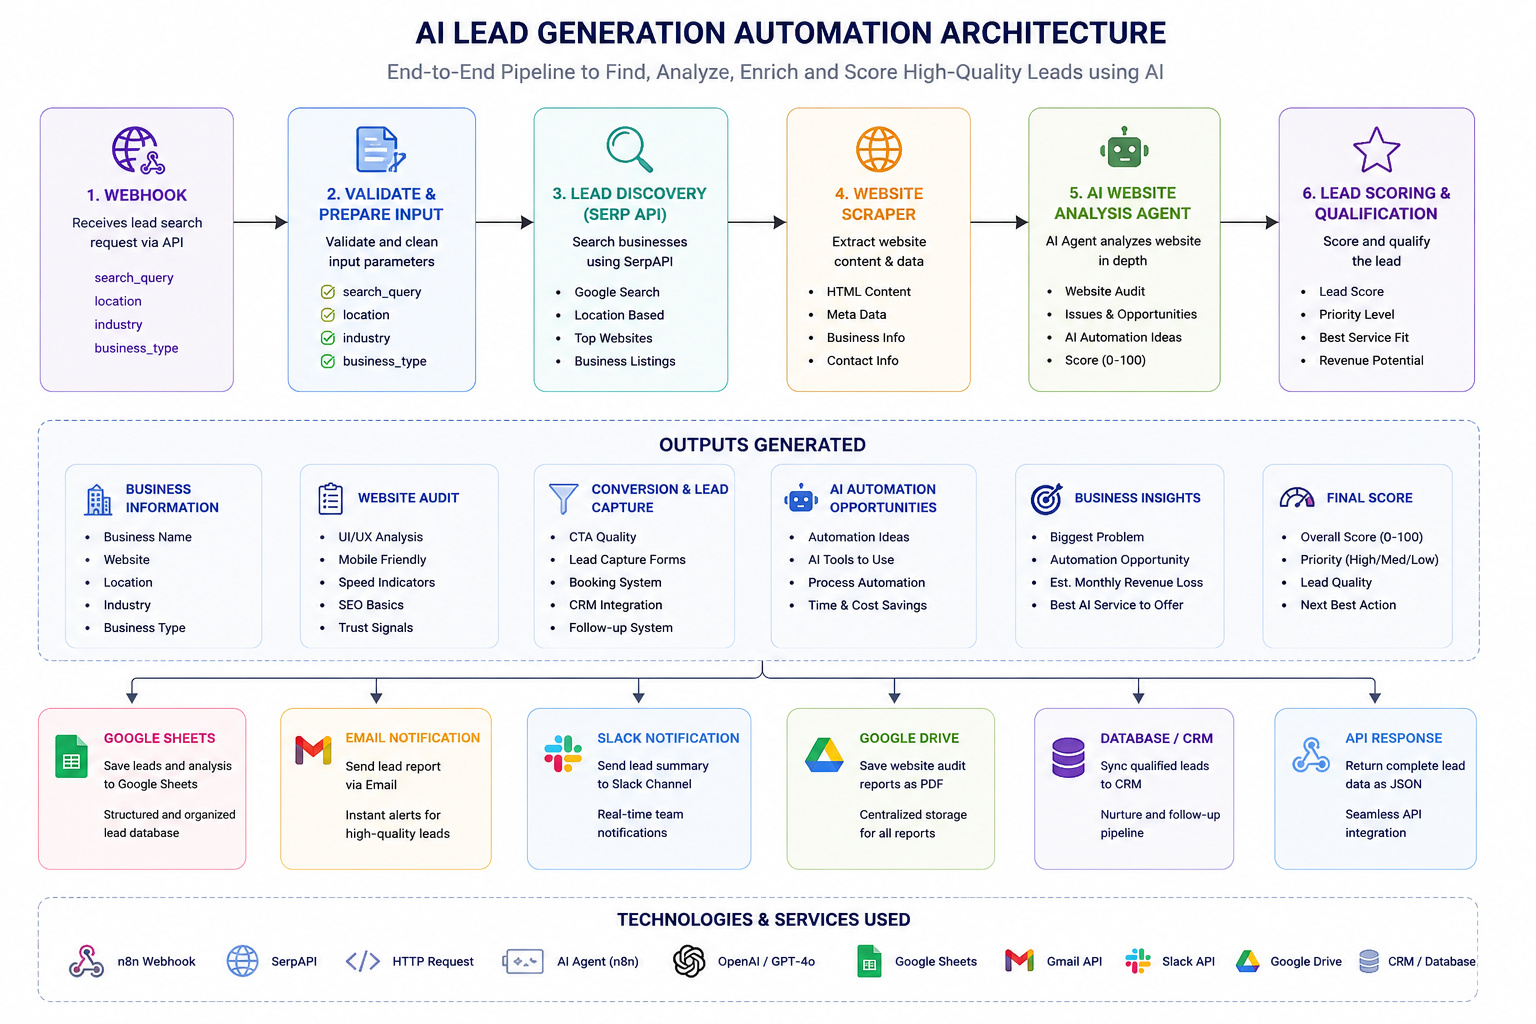 AI LEAD GENERATION AUTOMATION ARCHITECTURE
End-to-End Pipeline to Find, Analyze, Enrich and Score High-Quality Leads using AI
1. WEBHOOK
Receives lead search
request via API
search_query
location
industry
business_type
2. VALIDATE &
PREPARE INPUT
Validate and clean
input parameters
search_query
location
industry
business_type
3. LEAD DISCOVERY
(SERP API)
Search businesses
using SerpAPI
• Google Search
• Location Based
• Top Websites
• Business Listings
4. WEBSITE
SCRAPER
Extract website
content & data
• HTML Content
• Meta Data
• Business Info
• Contact Info
5. AI WEBSITE
ANALYSIS AGENT
AI Agent analyzes website
in depth
• Website Audit
• Issues & Opportunities
• AI Automation Ideas
• Score (0-100)
6. LEAD SCORING &
QUALIFICATION
Score and qualify
the lead
• Lead Score
• Priority Level
• Best Service Fit
• Revenue Potential
OUTPUTS GENERATED
BUSINESS
INFORMATION
• Business Name
• Website
• Location
• Industry
• Business Type
WEBSITE AUDIT
• UI/UX Analysis
• Mobile Friendly
• Speed Indicators
• SEO Basics
• Trust Signals
CONVERSION & LEAD
CAPTURE
• CTA Quality
• Lead Capture Forms
• Booking System
• CRM Integration
• Follow-up System
AI AUTOMATION
OPPORTUNITIES
• Automation Ideas
• AI Tools to Use
• Process Automation
• Time & Cost Savings
BUSINESS INSIGHTS
• Biggest Problem
• Automation Opportunity
• Est. Monthly Revenue Loss
• Best AI Service to Offer
FINAL SCORE
• Overall Score (0-100)
• Priority (High/Med/Low)
• Lead Quality
• Next Best Action
GOOGLE SHEETS
Save leads and analysis
to Google Sheets
Structured and organized
lead database
EMAIL NOTIFICATION
Send lead report
via Email
Instant alerts for
high-quality leads
SLACK NOTIFICATION
Send lead summary
to Slack Channel
Real-time team
notifications
GOOGLE DRIVE
Save website audit
reports as PDF
Centralized storage
for all reports
DATABASE / CRM
Sync qualified leads
to CRM
Nurture and follow-up
pipeline
API RESPONSE
Return complete lead
data as JSON
Seamless API
integration
TECHNOLOGIES & SERVICES USED
n8n Webhook
SerpAPI
HTTP Request
AI Agent (n8n)
OpenAI / GPT-4o
Google Sheets
Gmail API
Slack API
Google Drive
CRM / Database